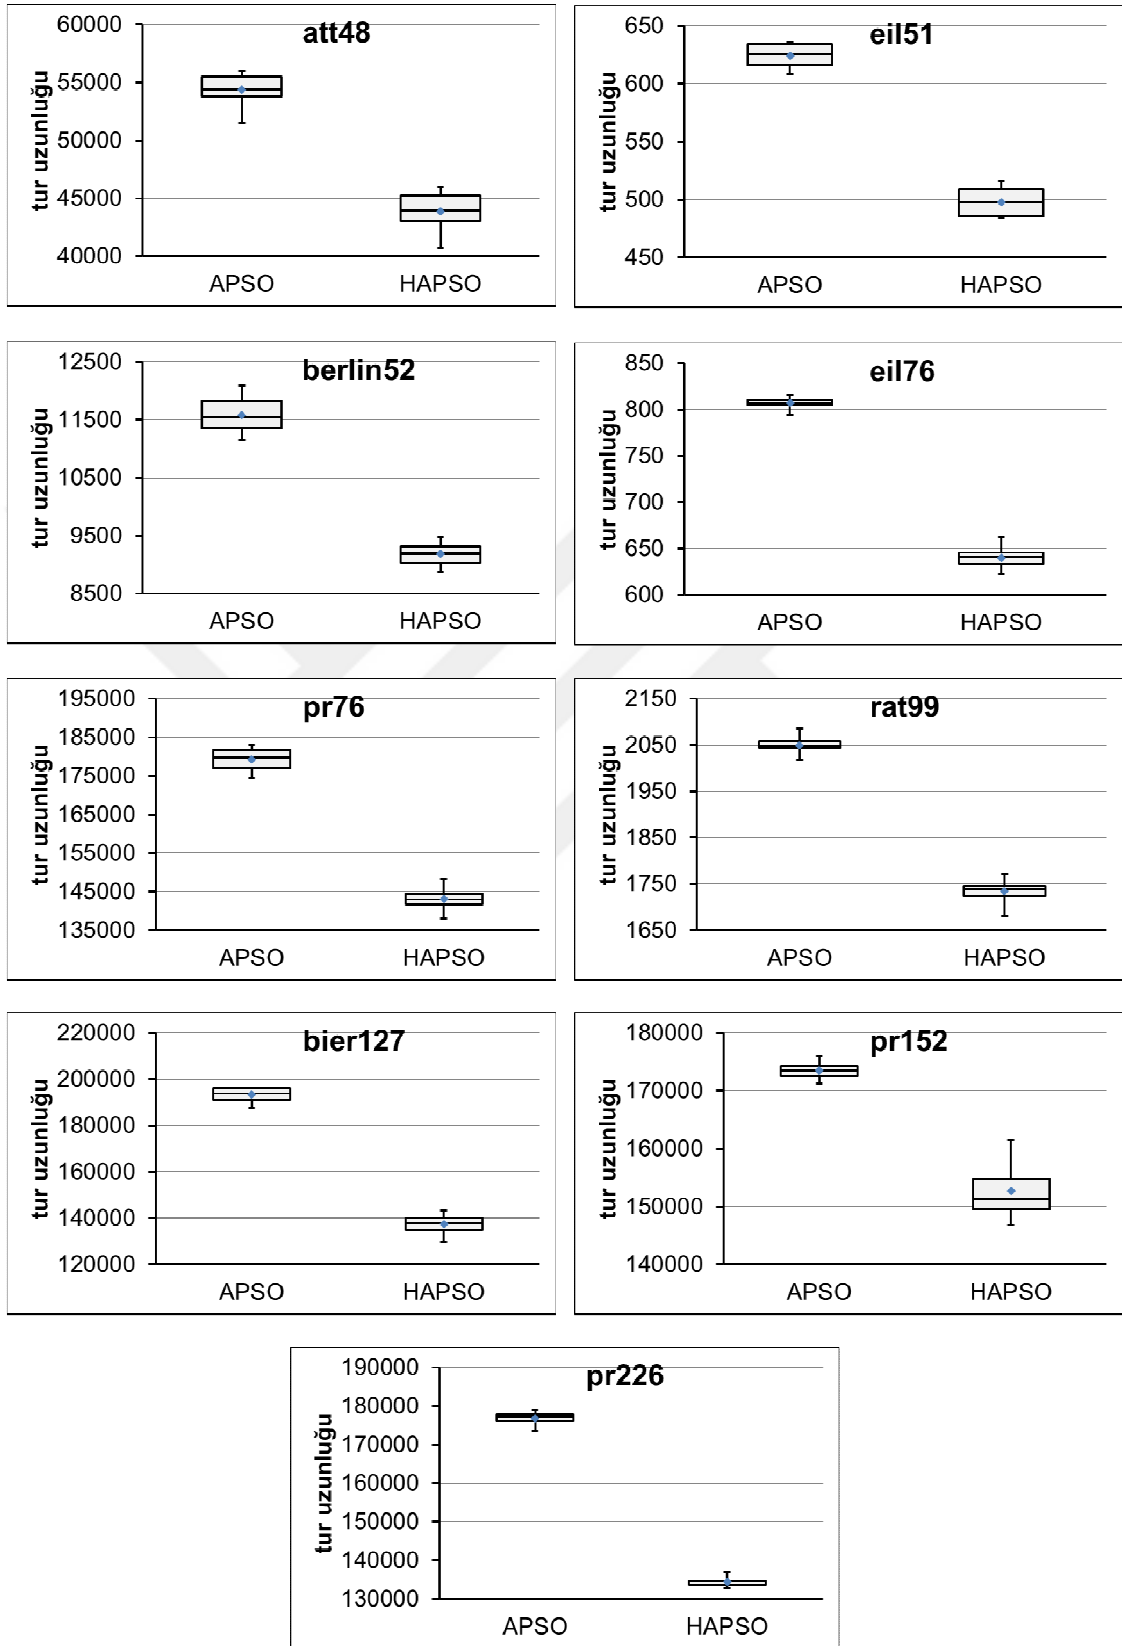 att48
60000
55000
50000
45000
40000
tur uzunluğu
APSO HAPSO
eil51
650
600
550
500
450
tur uzunluğu
APSO HAPSO
berlin52
12500
11500
10500
9500
8500
tur uzunluğu
APSO HAPSO
eil76
850
800
750
700
650
600
tur uzunluğu
APSO HAPSO
pr76
195000
185000
175000
165000
155000
145000
135000
tur uzunluğu
APSO HAPSO
rat99
2150
2050
1950
1850
1750
1650
tur uzunluğu
APSO HAPSO
bier127
220000
200000
180000
160000
140000
120000
tur uzunluğu
APSO HAPSO
pr152
180000
170000
160000
150000
140000
tur uzunluğu
APSO HAPSO
pr226
190000
180000
170000
160000
150000
140000
130000
tur uzunluğu
APSO HAPSO